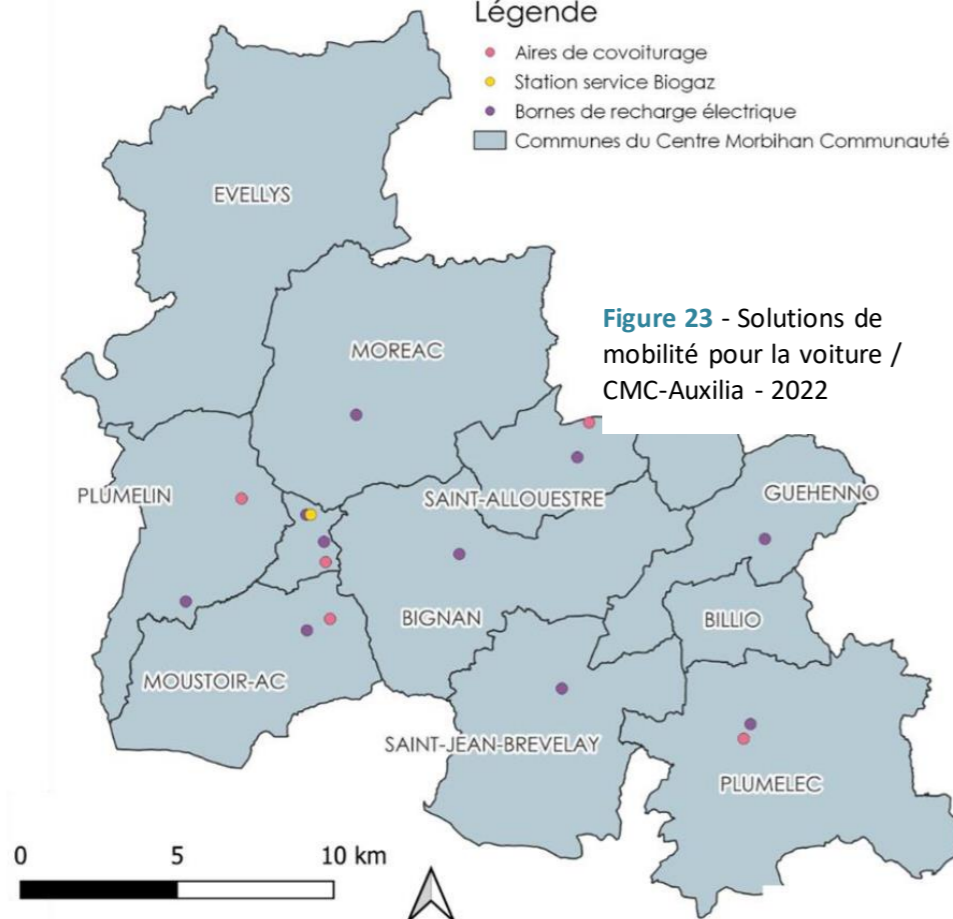 Légende
Aires de covoiturage
Station service Biogaz
Bornes de recharge électrique
Communes du Centre Morbihan Communauté
EVELLYS
Figure 23 - Solutions de
mobilité pour la voiture /
CMC-Auxilia - 2022
MOREAC
PLUMELIN
SAINT-ALLOUESTRE
GUEHENNO
BIGNAN
BILLIO
MOUSTOIR-AC
SAINT-JEAN-BREVELAY
PLUMELEC
0 5 10 km